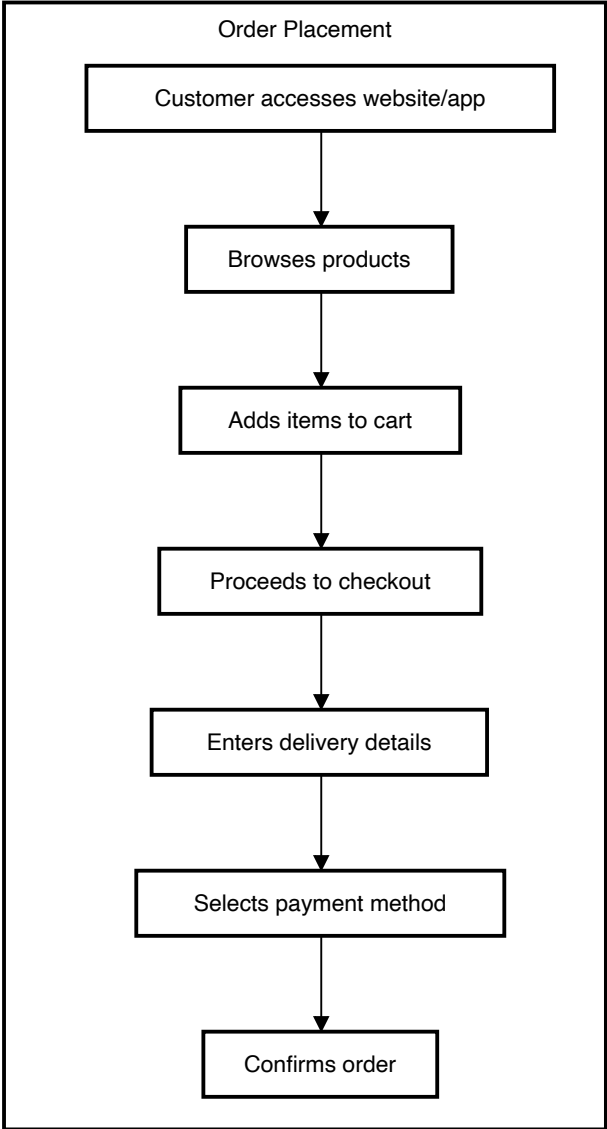 Order Placement
Customer accesses website/app
Browses products
Adds items to cart
Proceeds to checkout
Enters delivery details
Selects payment method
Confirms order